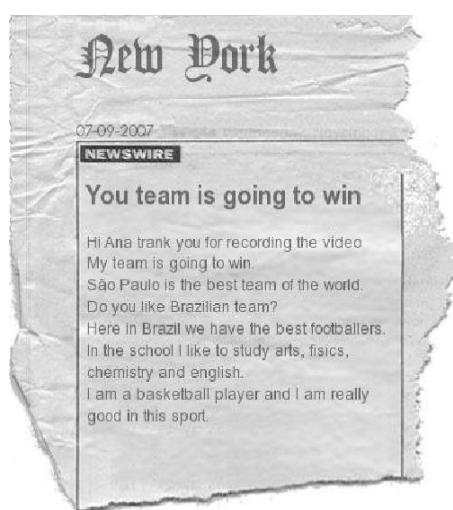 New York
07-09-2007
NEWSWIRE
You team is going to win
Hi Ana trank you for recording the video
My team is going to win.
São Paulo is the best team of the world.
Do you like Brazilian team?
Here in Brazil we have the best footballers.
In the school I like to study arts, fisics,
chemistry and english.
I am a basketball player and I am really
good in this sport.